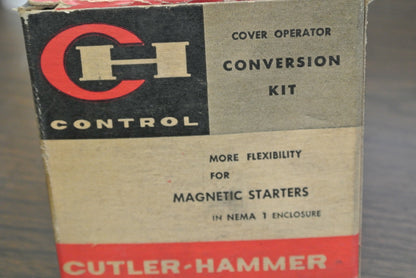 CH
CONTROL
COVER OPERATOR
CONVERSION
KIT
MORE FLEXIBILITY
FOR
MAGNETIC STARTERS
IN NEMA 1 ENCLOSURE
CUTLER-HAMMER